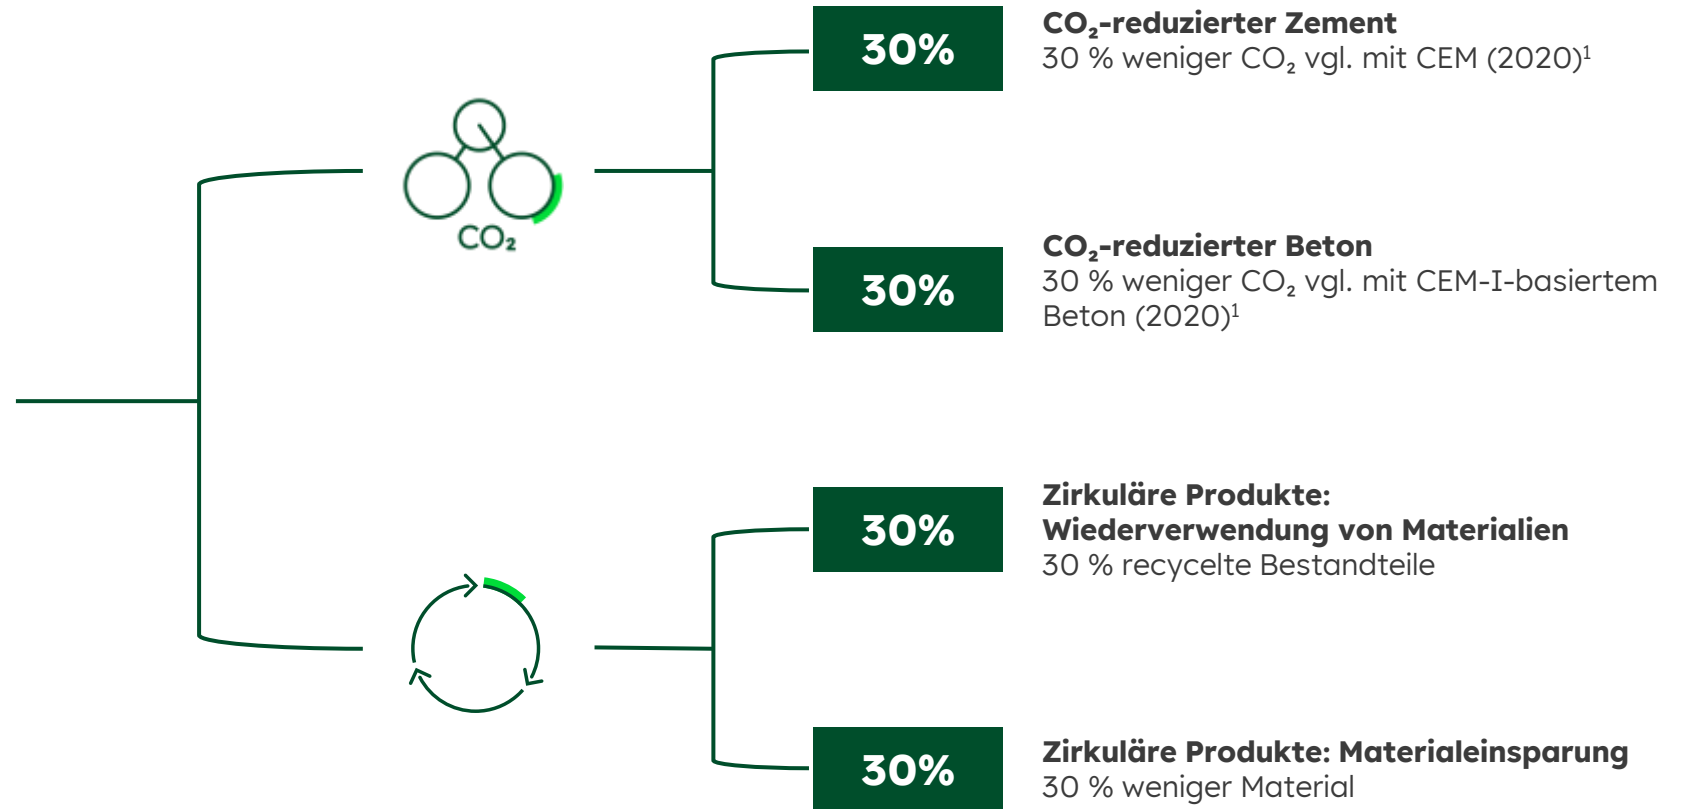 30%
CO₂-reduzierter Zement
30 % weniger CO₂ vgl. mit CEM (2020)¹
CO₂
30%
CO₂-reduzierter Beton
30 % weniger CO₂ vgl. mit CEM-I-basiertem
Beton (2020)¹
30%
Zirkuläre Produkte:
Wiederverwendung von Materialien
30 % recycelte Bestandteile
30%
Zirkuläre Produkte: Materialeinsparung
30 % weniger Material